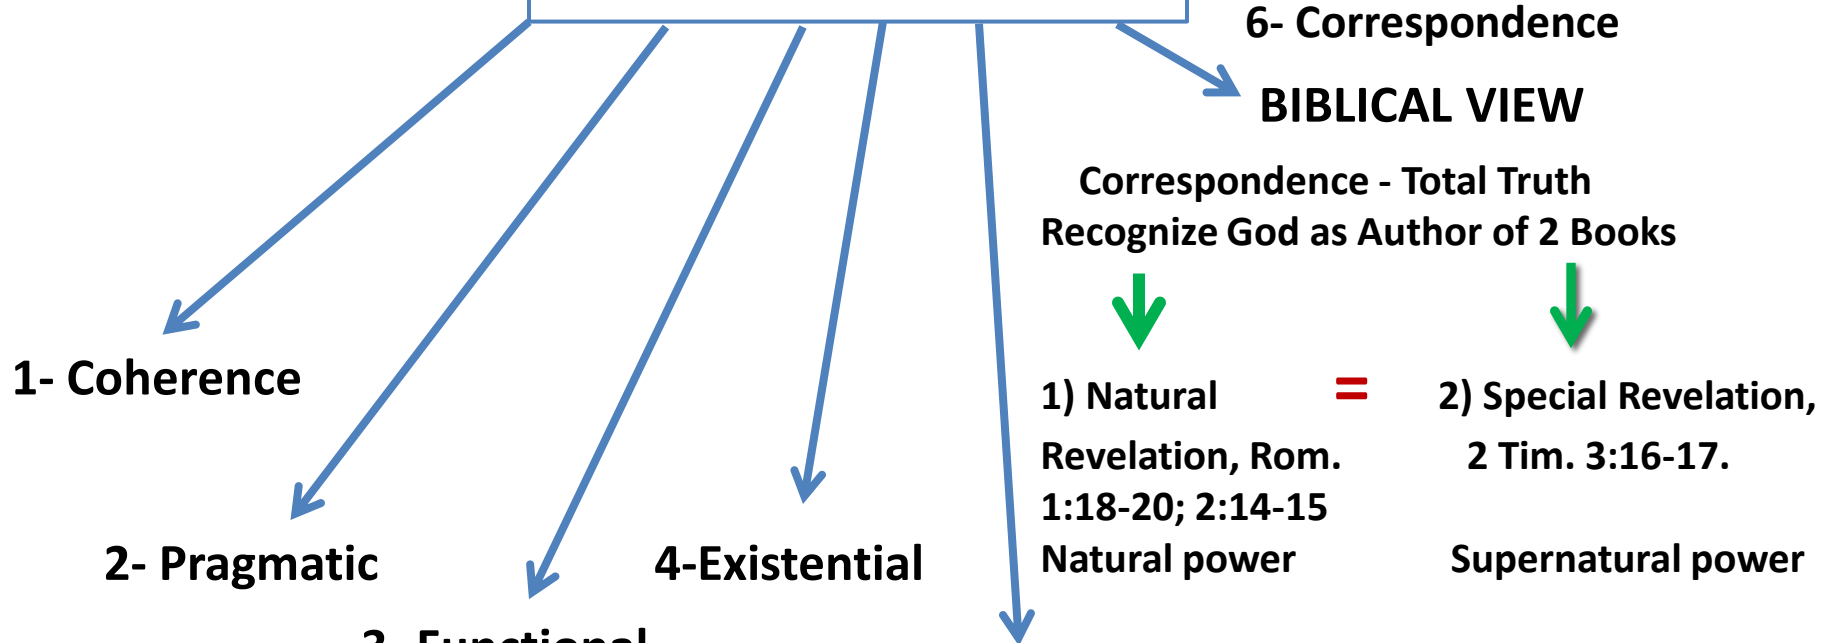 6- Correspondence
BIBLICAL VIEW
Correspondence - Total Truth
Recognize God as Author of 2 Books
1- Coherence
1) Natural = 2) Special Revelation,
Revelation, Rom. 2 Tim. 3:16-17.
1:18-20; 2:14-15
2- Pragmatic
4-Existential
Natural power Supernatural power
3- Functional